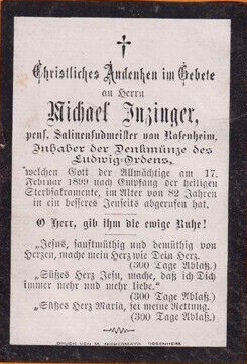 Christliches Andenken im Gebete
an Herrn
Michael Inzinger,
pens. Salinensudmeister von Rosenheim,
Inhaber der Denkmünze des
Ludwig-Ordens,
welchen Gott der Allmächtige am 17.
Februar 1899 nach Empfang der heiligen
Sterbsakramente, im Alter von 82 Jahren
in ein besseres Jenseits abgerufen hat.
O Herr, gib ihm die ewige Ruhe!
„Jesus, sanftmüthig und demüthig von
Herzen, mache mein Herz wie Dein Herz.
(300 Tage Ablaß.)
„Süßes Herz Jesu, mache, daß ich Dich
immer mehr und mehr liebe."
(300 Tage Ablaß.)
„Süßes Herz Maria, sei meine Rettung.
(300 Tage Ablaß.)
DRUCK VON M. NIEDERMAYR, ROSENHEIM.